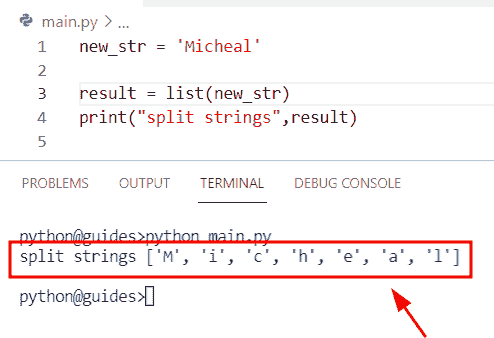 main.py > ...
1 new_str = 'Micheal'
2
3 result = list(new_str)
4 print("split strings",result)
5
PROBLEMS OUTPUT TERMINAL DEBUG CONSOLE
python@guides>python main.py
split strings ['M', 'i', 'c', 'h', 'e', 'a', 'l']
python@guides>